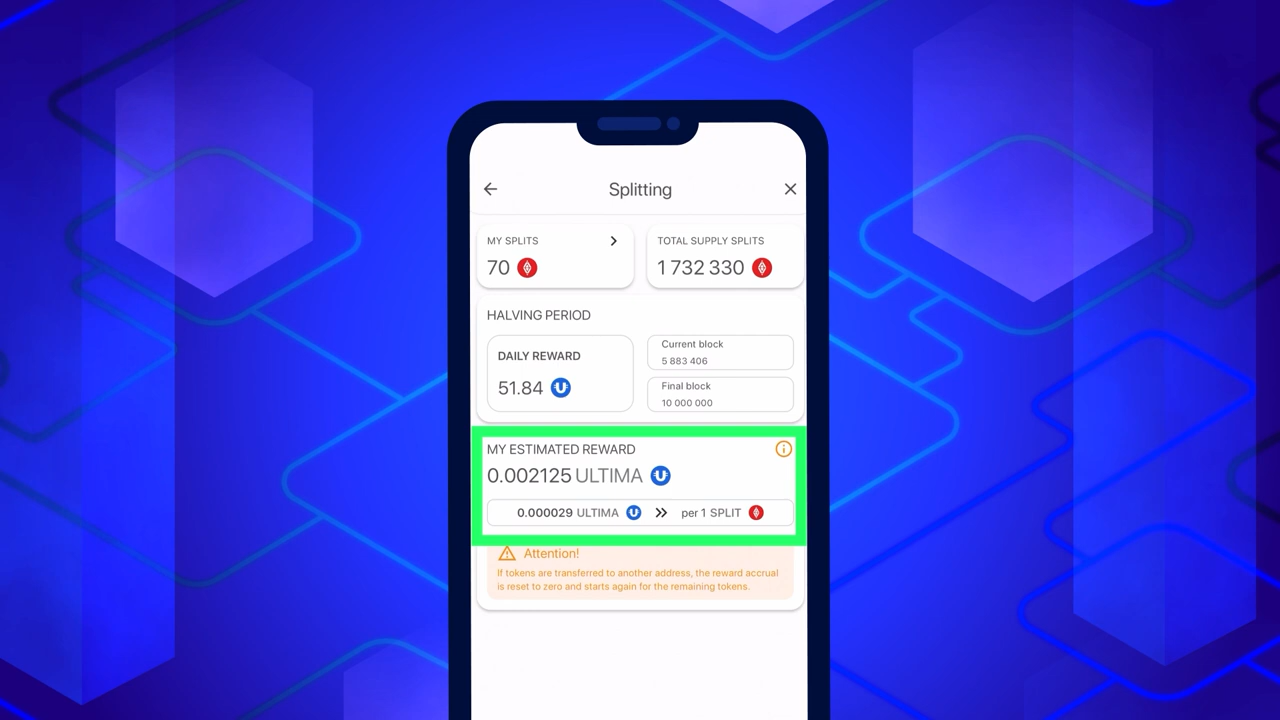 Splitting
MY SPLITS
70
TOTAL SUPPLY SPLITS
1 732 330
HALVING PERIOD
DAILY REWARD
51.84
Current block
5 883 406
Final block
10 000 000
MY ESTIMATED REWARD
0.002125 ULTIMA
0.000029 ULTIMA >> per 1 SPLIT
Attention!
If tokens are transferred to another address, the reward accrual
is reset to zero and starts again for the remaining tokens.